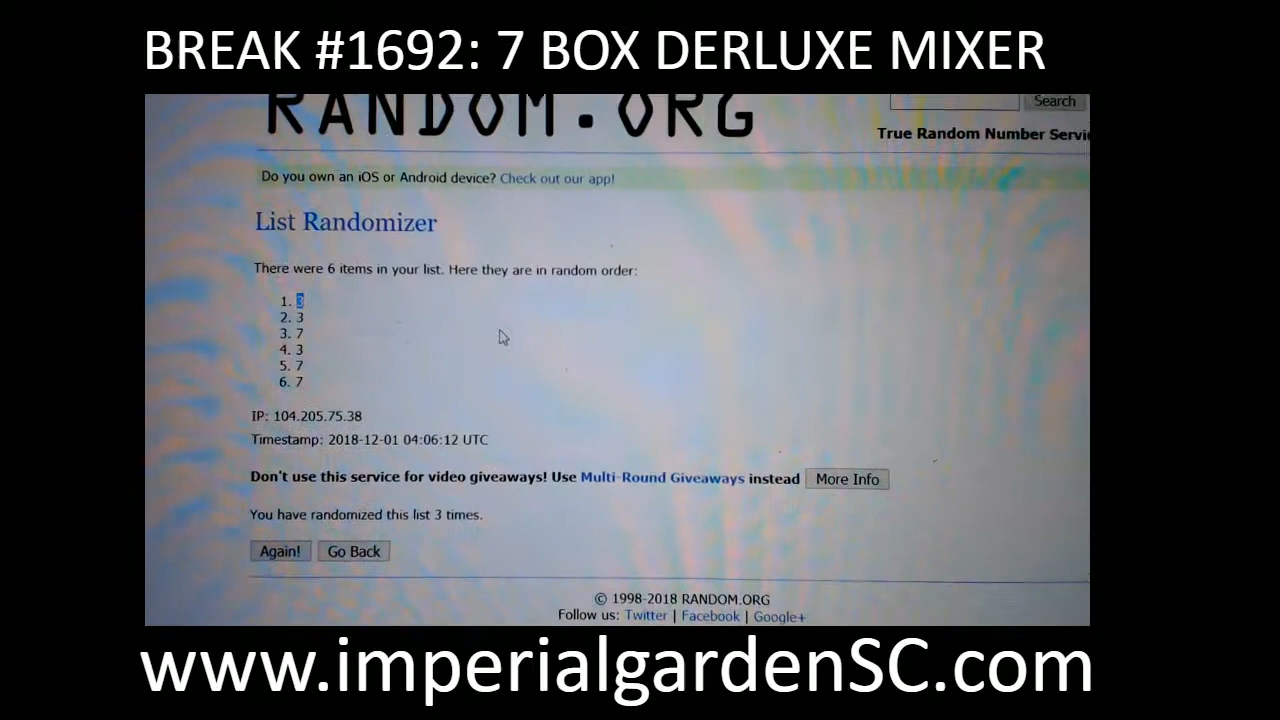 BREAK #1692: 7 BOX DERLUXE MIXER
RANDOM.ORG
Search
True Random Number Servi
Do you own an iOS or Android device? Check out our app!
List Randomizer
There were 6 items in your list. Here they are in random order:
1. 3
2. 3
3. 7
4. 3
5. 7
6. 7
IP: 104.205.75.38
Timestamp: 2018-12-01 04:06:12 UTC
Don't use this service for video giveaways! Use Multi-Round Giveaways instead More Info
You have randomized this list 3 times.
Again! Go Back
© 1998-2018 RANDOM.ORG
Follow us: Twitter | Facebook | Google+
www.imperialgardenSC.com